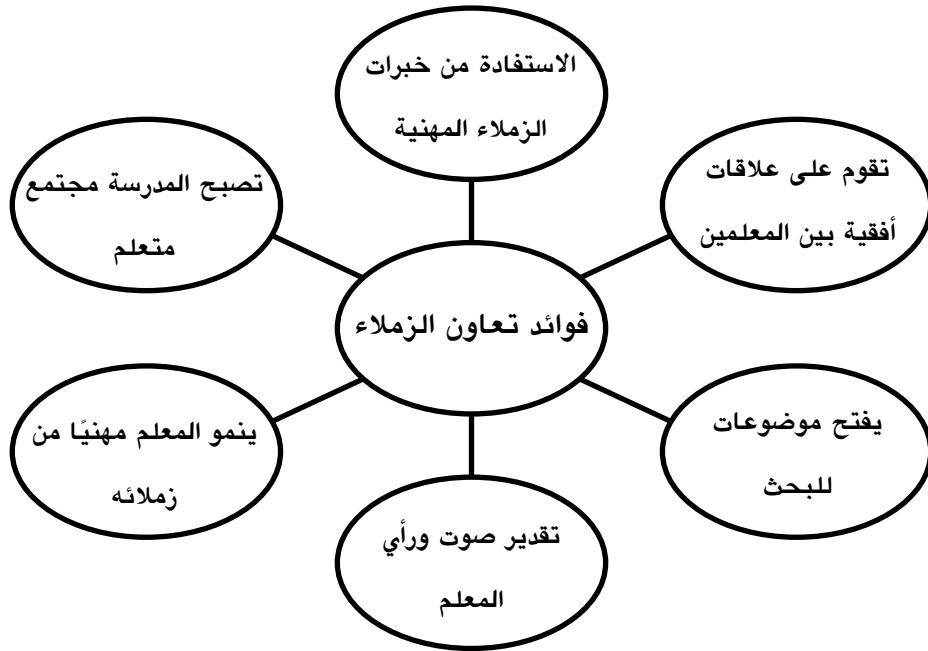 الاستفادة من خبرات
الزملاء المهنية
تقوم على علاقات
أفقية بين المعلمين
تصبح المدرسة مجتمع
متعلم
فوائد تعاون الزملاء
يفتح موضوعات
للبحث
ينمو المعلم مهنيًا من
زملائه
تقدير صوت ورأي
المعلم